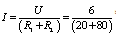 I = U / (R₁ + R₂) = 6 / (20+80)